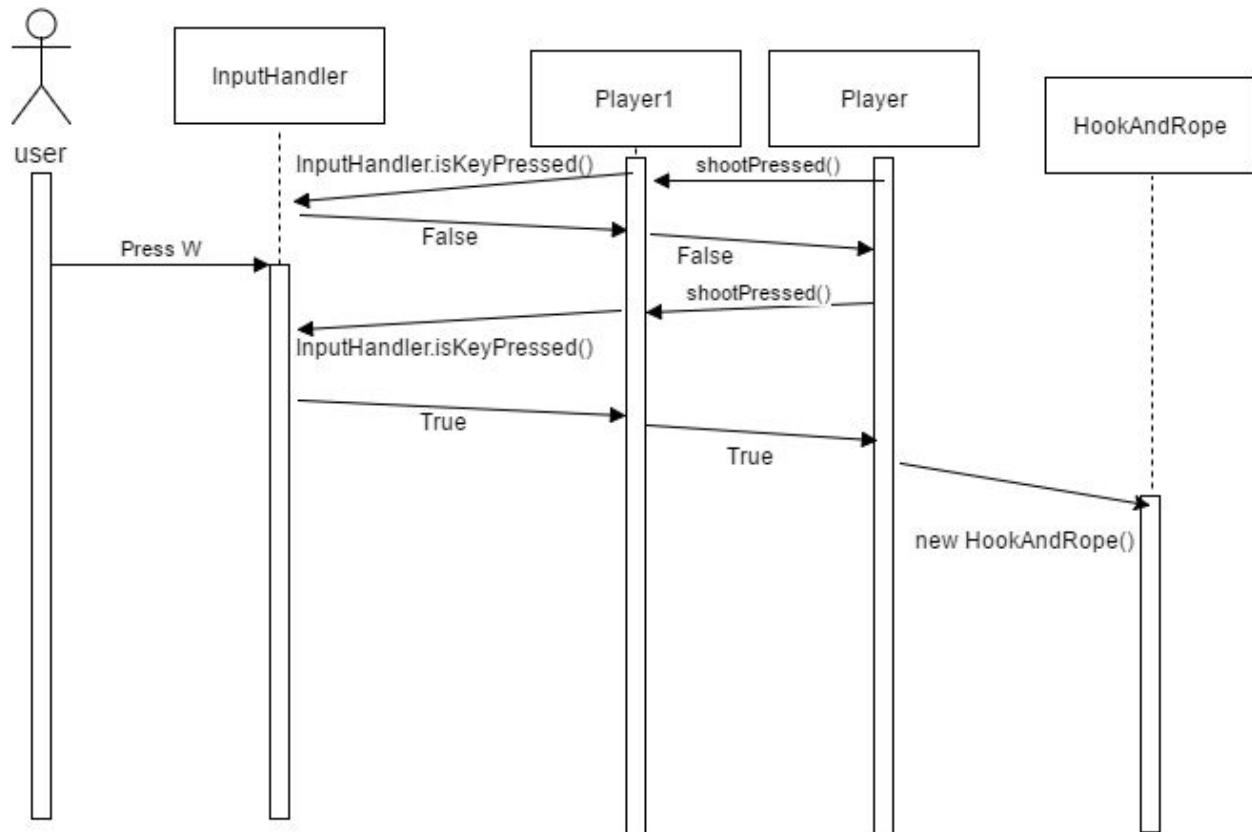 InputHandler
Player1
Player
HookAndRope
user
InputHandler.isKeyPressed()
shootPressed()
False
False
Press W
shootPressed()
InputHandler.isKeyPressed()
True
True
new HookAndRope()